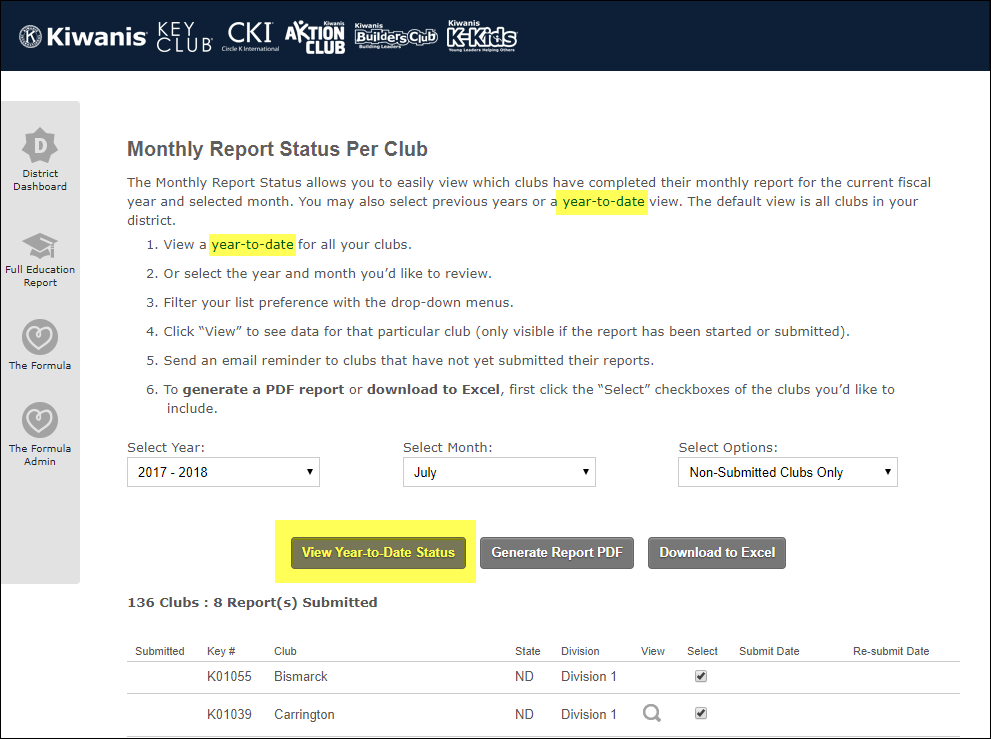 Kiwanis KEY CLUB CKI Circle K International Kiwanis AKTION CLUB Kiwanis Builders Club Building Leaders Kiwanis K-Kids Young Leaders Helping Others
D
District
Dashboard
Full Education
Report
The Formula
The Formula
Admin
Monthly Report Status Per Club
The Monthly Report Status allows you to easily view which clubs have completed their monthly report for the current fiscal
year and selected month. You may also select previous years or a year-to-date view. The default view is all clubs in your
district.
1. View a year-to-date for all your clubs.
2. Or select the year and month you’d like to review.
3. Filter your list preference with the drop-down menus.
4. Click “View” to see data for that particular club (only visible if the report has been started or submitted).
5. Send an email reminder to clubs that have not yet submitted their reports.
6. To generate a PDF report or download to Excel, first click the “Select” checkboxes of the clubs you’d like to
include.
Select Year: Select Month: Select Options:
2017 - 2018 July Non-Submitted Clubs Only
View Year-to-Date Status Generate Report PDF Download to Excel
136 Clubs : 8 Report(s) Submitted
Submitted Key # Club State Division View Select Submit Date Re-submit Date
K01055 Bismarck ND Division 1
K01039 Carrington ND Division 1